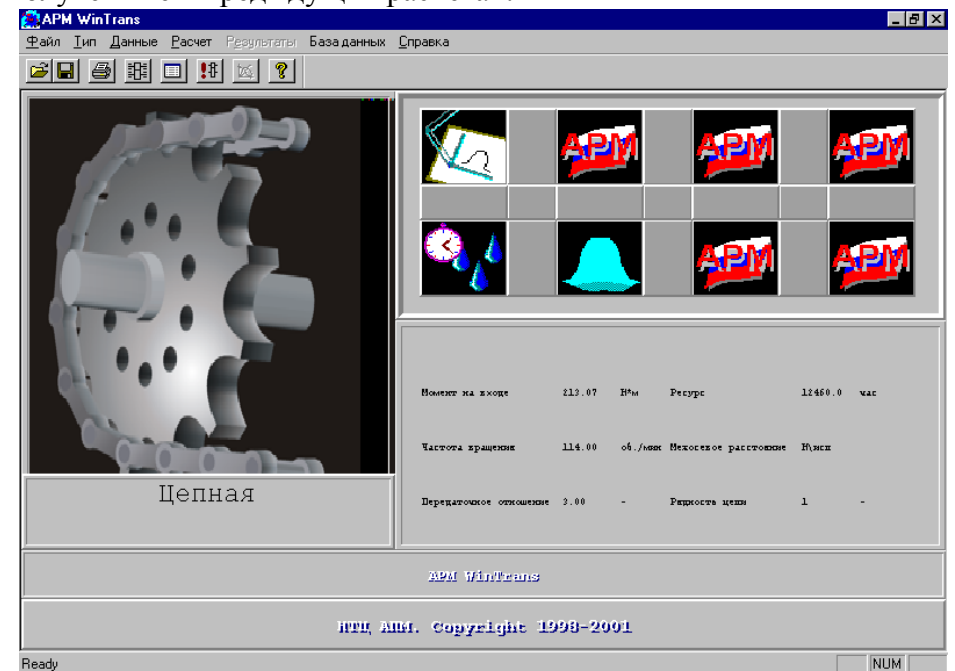 APM WinTrans
Файл Тип Данные Расчет Результаты База данных Справка
APM APM APM
APM APM
Момент на входе 213.07 Н*м Ресурс 12460.0 час
Частота вращения 114.00 об./мин Межосевое расстояние Н\исп
Передаточное отношение 3.00 - Рядность цепи 1 -
Цепная
APM WinTrans
НТЦ АПМ. Copyright 1998-2001
Ready NUM